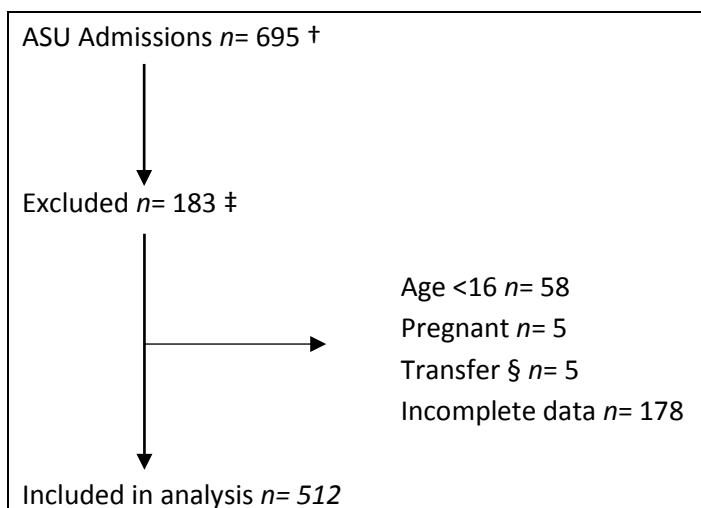 ASU Admissions n= 695 †
Excluded n= 183 ‡
Age <16 n= 58
Pregnant n= 5
Transfer § n= 5
Incomplete data n= 178
Included in analysis n= 512